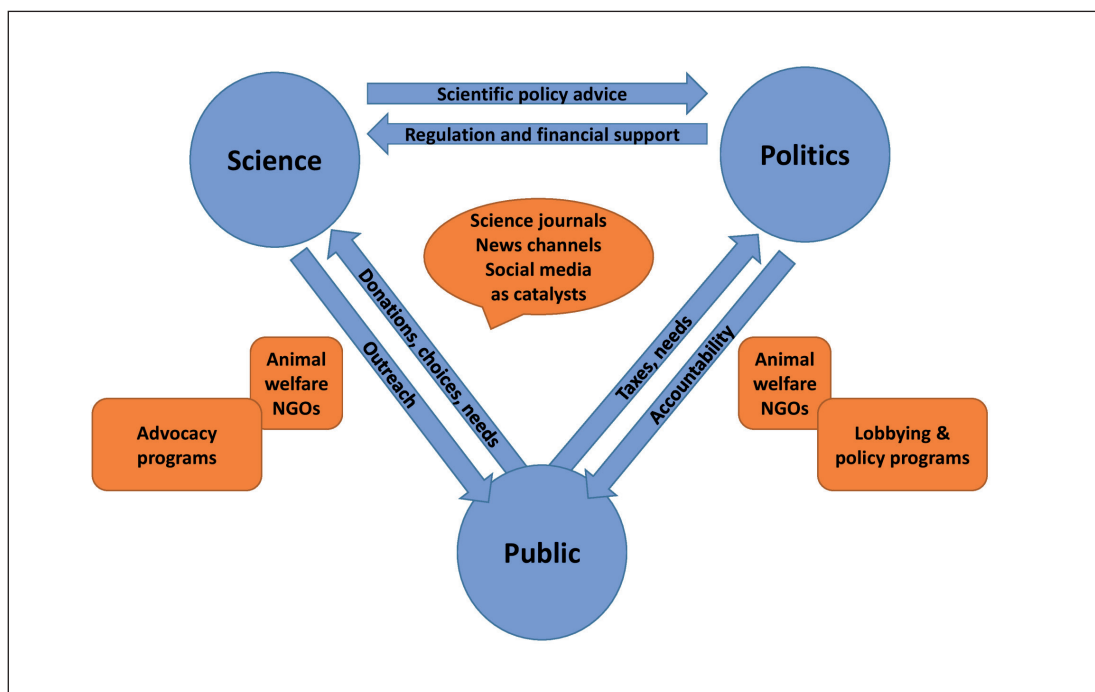 Scientific policy advice
Regulation and financial support
Science
Politics
Science journals
News channels
Social media
as catalysts
Donations, choices, needs
Outreach
Taxes, needs
Accountability
Animal
welfare
NGOs
Advocacy
programs
Animal
welfare
NGOs
Lobbying &
policy programs
Public